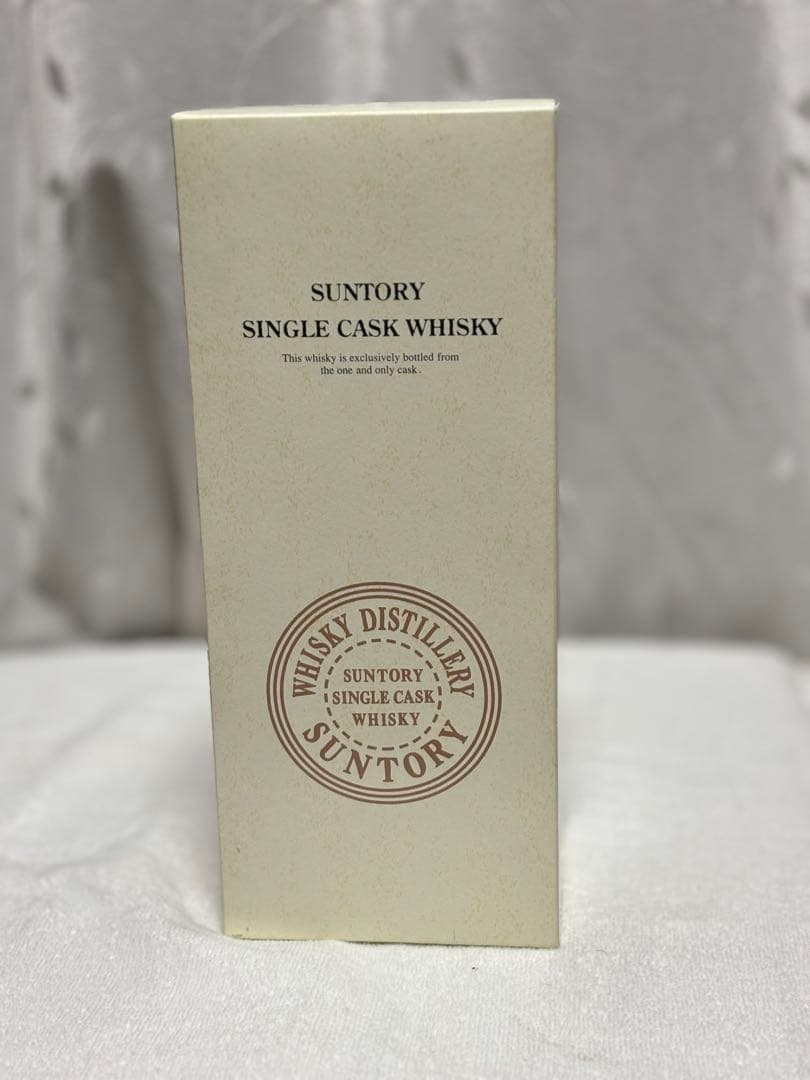 SUNTORY
SINGLE CASK WHISKY
This whisky is exclusively bottled from
the one and only cask.
WHISKY DISTILLERY
SUNTORY
SINGLE CASK
WHISKY
SUNTORY